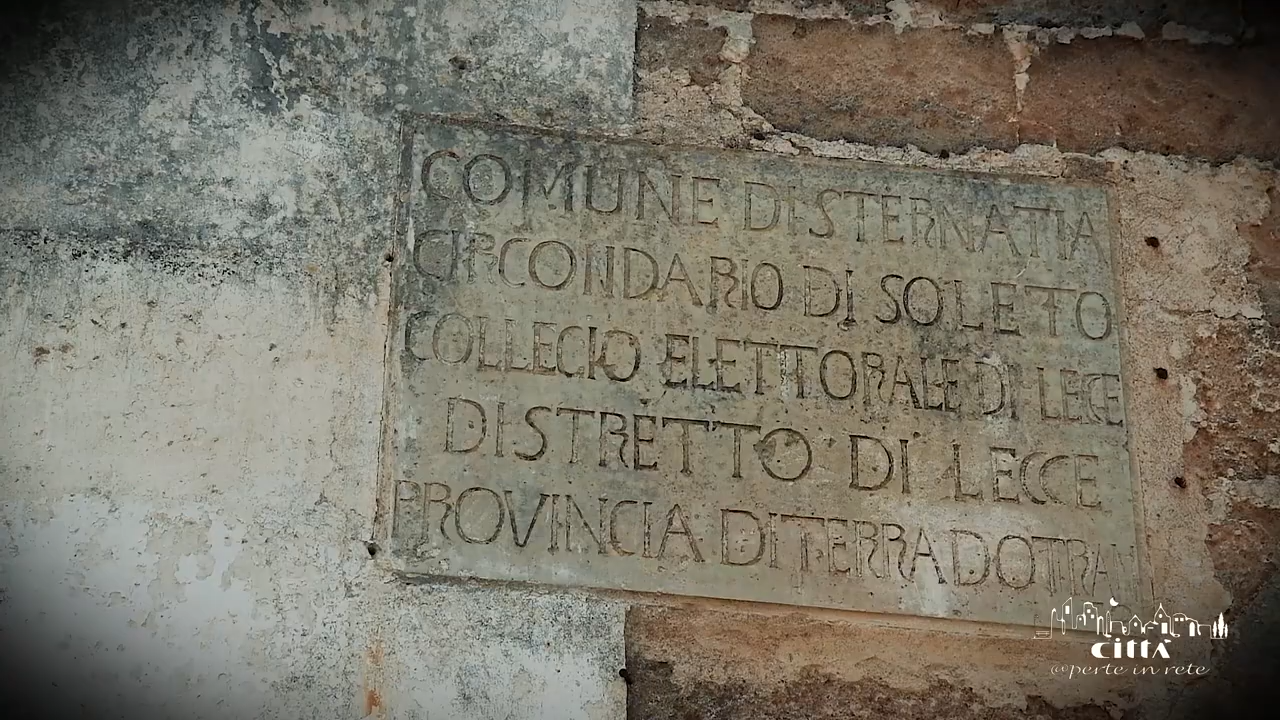 COMUNE DI STERNATIA
CIRCONDARIO DI SOLETO
COLLEGIO ELETTORALE DI LECCE
DISTRETTO DI LECCE
PROVINCIA DI TERRA D OTRAN
CITTÀ
@perte in rete